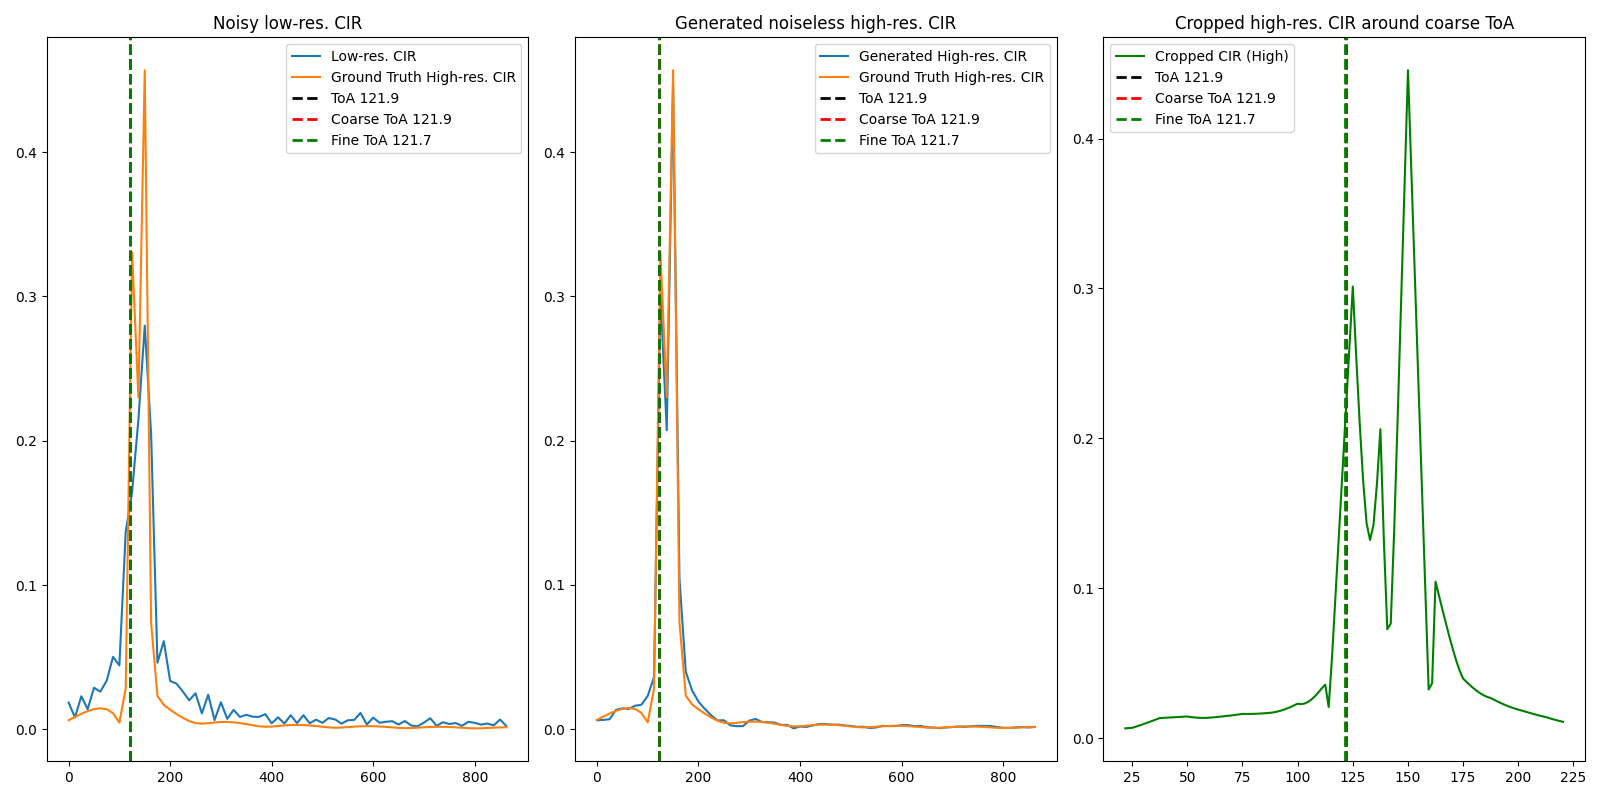 Noisy low-res. CIR
Low-res. CIR
Ground Truth High-res. CIR
ToA 121.9
Coarse ToA 121.9
Fine ToA 121.7
0.4
0.3
0.2
0.1
0.0
0 200 400 600 800
Generated noiseless high-res. CIR
Generated High-res. CIR
Ground Truth High-res. CIR
ToA 121.9
Coarse ToA 121.9
Fine ToA 121.7
0.4
0.3
0.2
0.1
0.0
0 200 400 600 800
Cropped high-res. CIR around coarse ToA
Cropped CIR (High)
ToA 121.9
Coarse ToA 121.9
Fine ToA 121.7
0.4
0.3
0.2
0.1
0.0
25 50 75 100 125 150 175 200 225